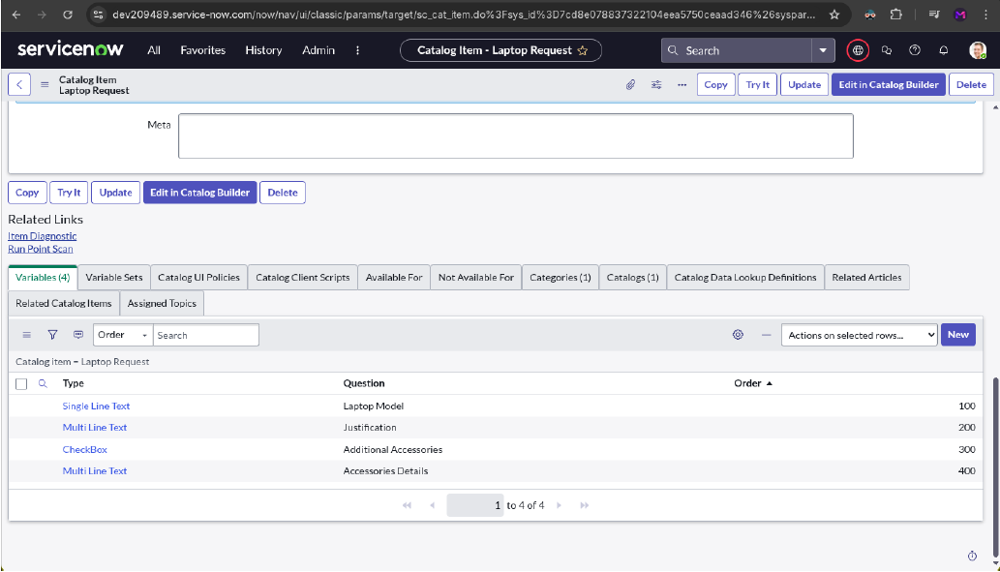 dev209489.service-now.com/now/nav/ui/classic/params/target/sc_cat_item.do%3Fsys_id%3D7cd8e078837322104eea5750ceaad346%26syspar...
servicenow All Favorites History Admin Catalog Item - Laptop Request Search
Catalog Item
Laptop Request
Copy Try It Update Edit in Catalog Builder Delete
Meta
Copy Try It Update Edit in Catalog Builder Delete
Related Links
Item Diagnostic
Run Point Scan
Variables (4) Variable Sets Catalog UI Policies Catalog Client Scripts Available For Not Available For Categories (1) Catalogs (1) Catalog Data Lookup Definitions Related Articles
Related Catalog Items Assigned Topics
Order Search Actions on selected rows... New
Catalog item = Laptop Request
Type Question Order
Single Line Text Laptop Model 100
Multi Line Text Justification 200
CheckBox Additional Accessories 300
Multi Line Text Accessories Details 400
1 to 4 of 4